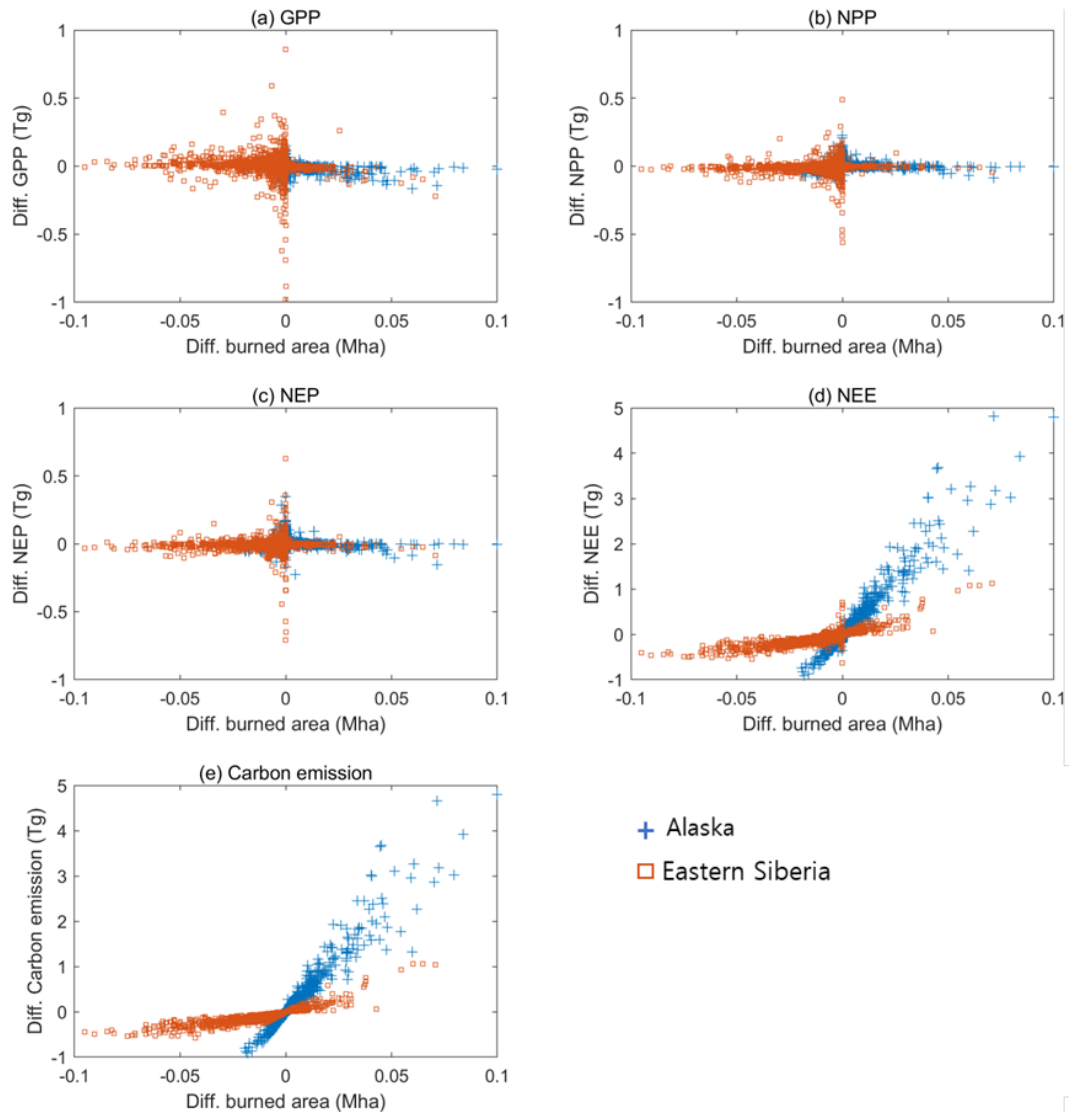 (a) GPP
1
0.5
0
-0.5
-1
Diff. GPP (Tg)
-0.1 -0.05 0 0.05 0.1
Diff. burned area (Mha)
(b) NPP
1
0.5
0
-0.5
-1
Diff. NPP (Tg)
-0.1 -0.05 0 0.05 0.1
Diff. burned area (Mha)
(c) NEP
1
0.5
0
-0.5
-1
Diff. NEP (Tg)
-0.1 -0.05 0 0.05 0.1
Diff. burned area (Mha)
(d) NEE
5
4
3
2
1
0
-1
Diff. NEE (Tg)
-0.1 -0.05 0 0.05 0.1
Diff. burned area (Mha)
(e) Carbon emission
5
4
3
2
1
0
-1
Diff. Carbon emission (Tg)
-0.1 -0.05 0 0.05 0.1
Diff. burned area (Mha)
Alaska
Eastern Siberia